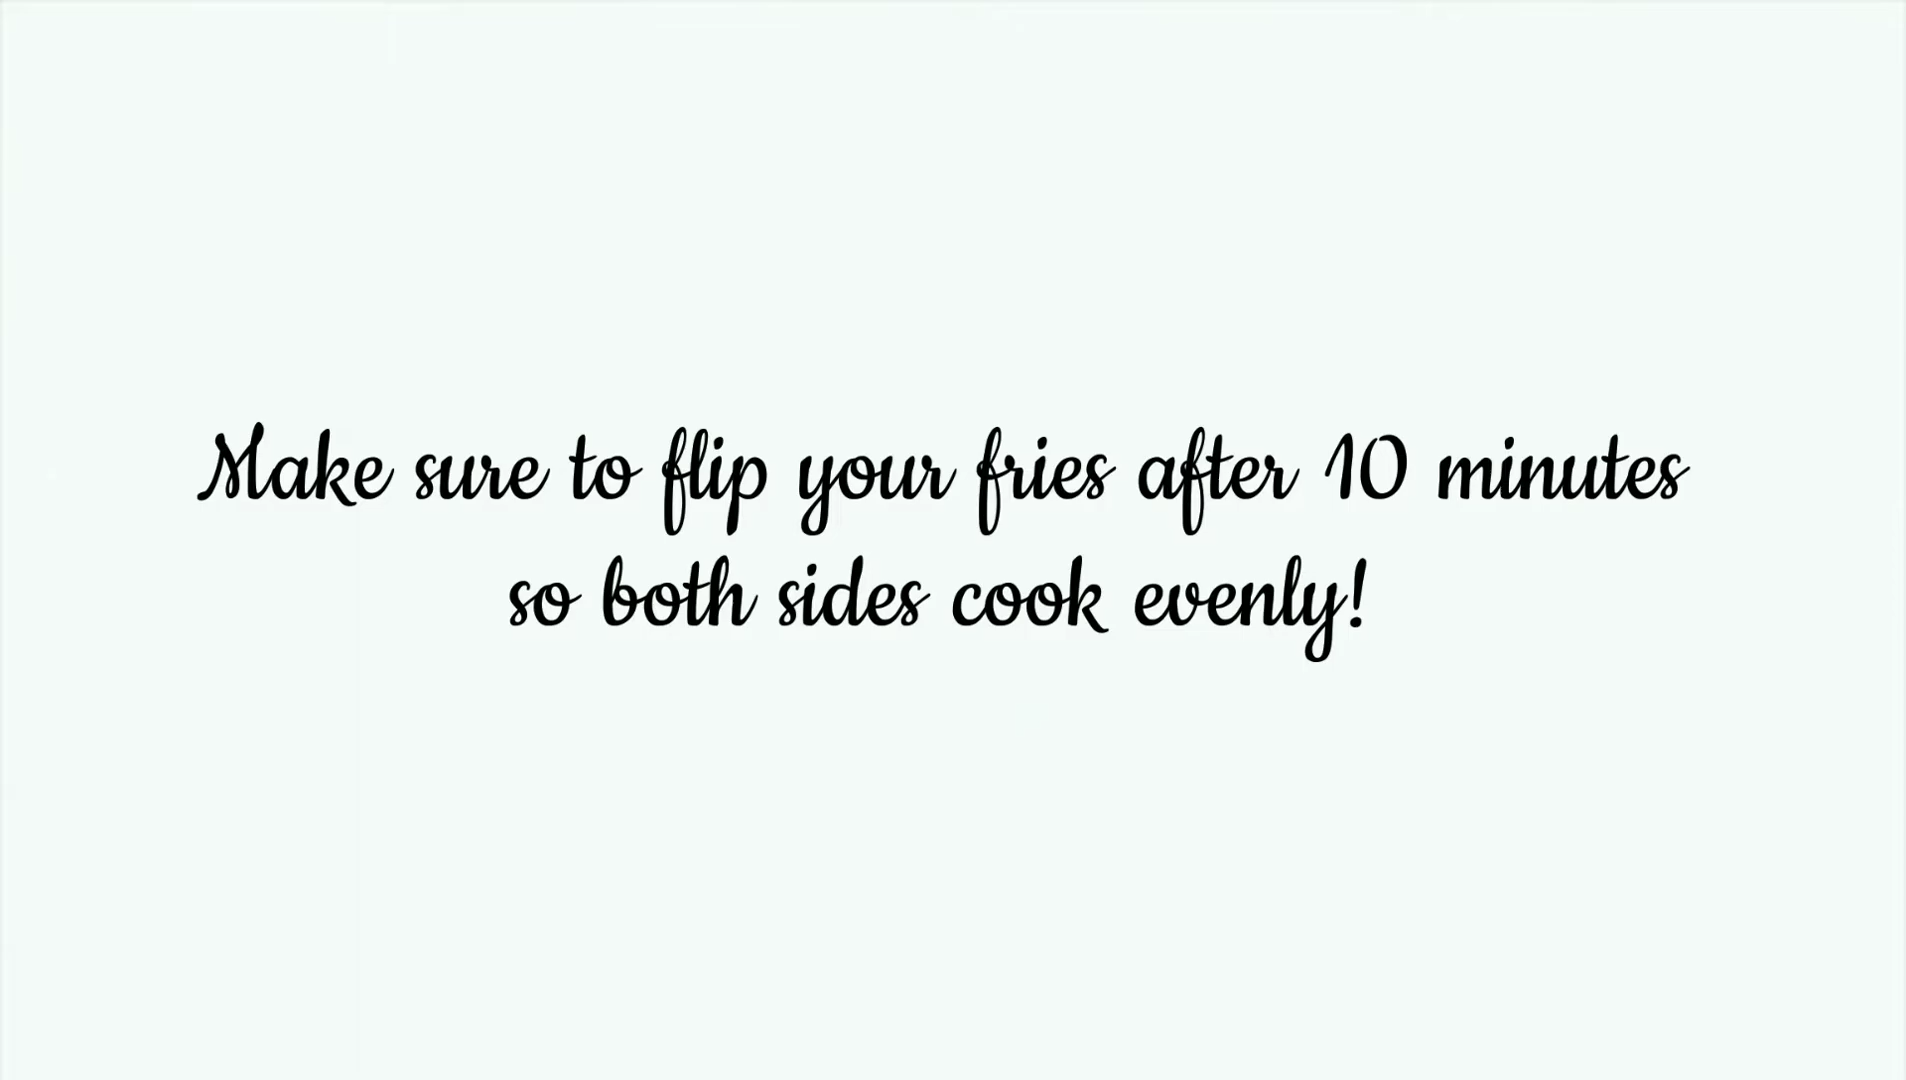 Make sure to flip your fries after 10 minutes
so both sides cook evenly!